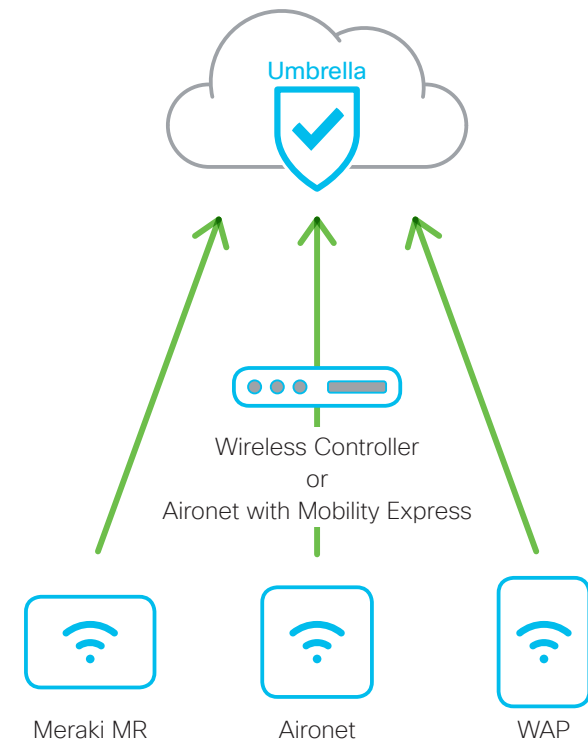 Umbrella
Wireless Controller
or
Aironet with Mobility Express
Meraki MR
Aironet
WAP